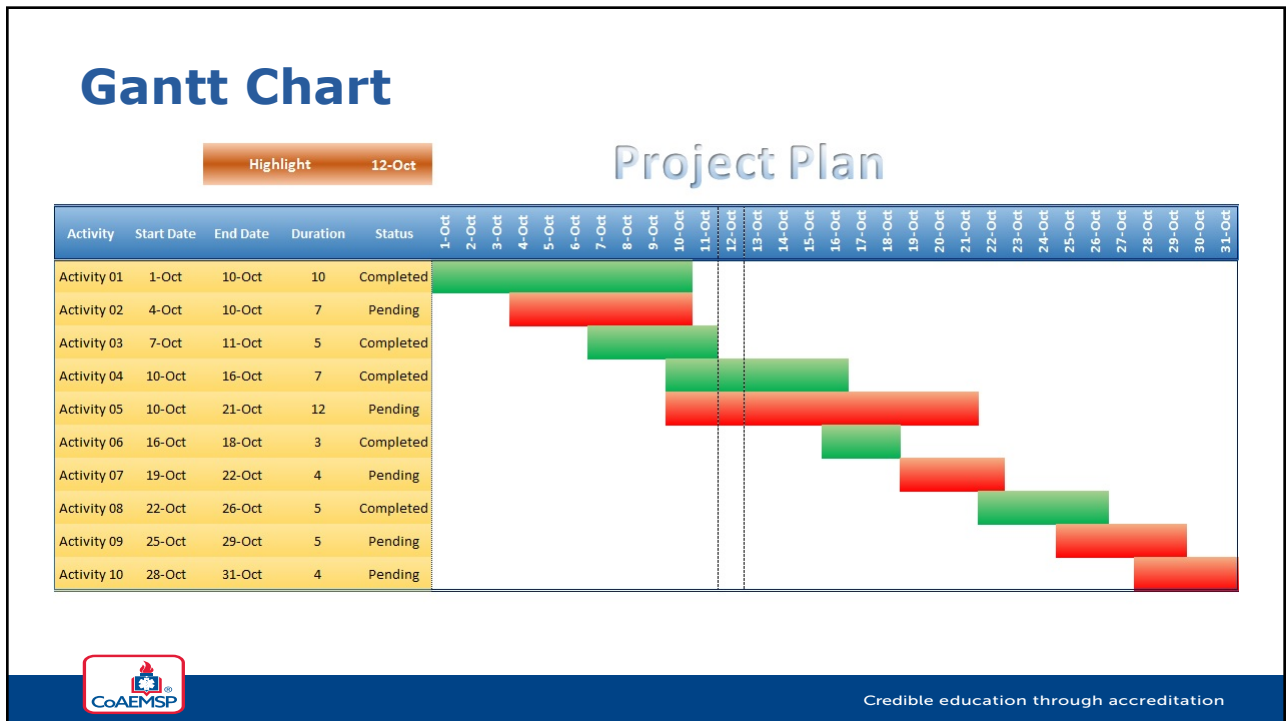 Gantt Chart
Highlight 12-Oct
Project Plan
Activity Start Date End Date Duration Status 1-Oct 2-Oct 3-Oct 4-Oct 5-Oct 6-Oct 7-Oct 8-Oct 9-Oct 10-Oct 11-Oct 12-Oct 13-Oct 14-Oct 15-Oct 16-Oct 17-Oct 18-Oct 19-Oct 20-Oct 21-Oct 22-Oct 23-Oct 24-Oct 25-Oct 26-Oct 27-Oct 28-Oct 29-Oct 30-Oct 31-Oct
Activity 01 1-Oct 10-Oct 10 Completed
Activity 02 4-Oct 10-Oct 7 Pending
Activity 03 7-Oct 11-Oct 5 Completed
Activity 04 10-Oct 16-Oct 7 Completed
Activity 05 10-Oct 21-Oct 12 Pending
Activity 06 16-Oct 18-Oct 3 Completed
Activity 07 19-Oct 22-Oct 4 Pending
Activity 08 22-Oct 26-Oct 5 Completed
Activity 09 25-Oct 29-Oct 5 Pending
Activity 10 28-Oct 31-Oct 4 Pending
CoAEMSP®
Credible education through accreditation